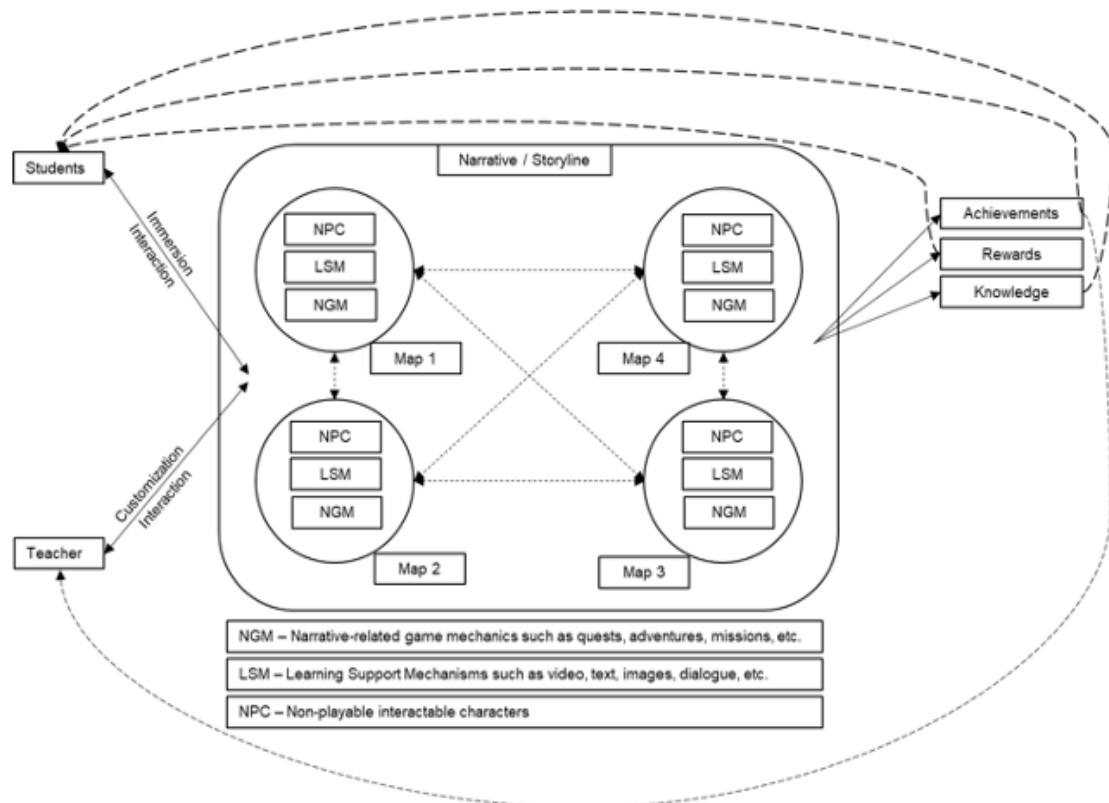 Narrative / Storyline
Students
Immersion
Interaction
NPC
LSM
NGM
Map 1
NPC
LSM
NGM
Map 4
Achievements
Rewards
Knowledge
NPC
LSM
NGM
Map 2
NPC
LSM
NGM
Map 3
Customization
Interaction
Teacher
NGM – Narrative-related game mechanics such as quests, adventures, missions, etc.
LSM – Learning Support Mechanisms such as video, text, images, dialogue, etc.
NPC – Non-playable interactable characters